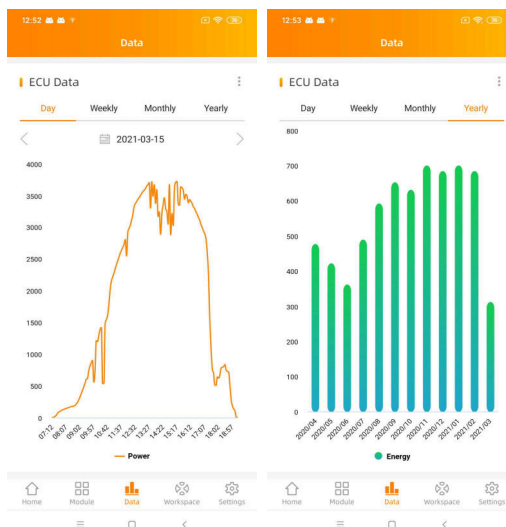 12:52
30
Data
ECU Data
Day Weekly Monthly Yearly
2021-03-15
4000
3500
3000
2500
2000
1500
1000
500
0
07:12 08:07 09:02 09:57 10:42 11:37 12:32 13:27 14:22 15:17 16:12 17:07 18:02 18:57
Power
Home Module Data Workspace Settings
12:53
30
Data
ECU Data
Day Weekly Monthly Yearly
800
700
600
500
400
300
200
100
0
2020/04 2020/05 2020/06 2020/07 2020/08 2020/09 2020/10 2020/11 2020/12 2021/01 2021/02 2021/03
Energy
Home Module Data Workspace Settings